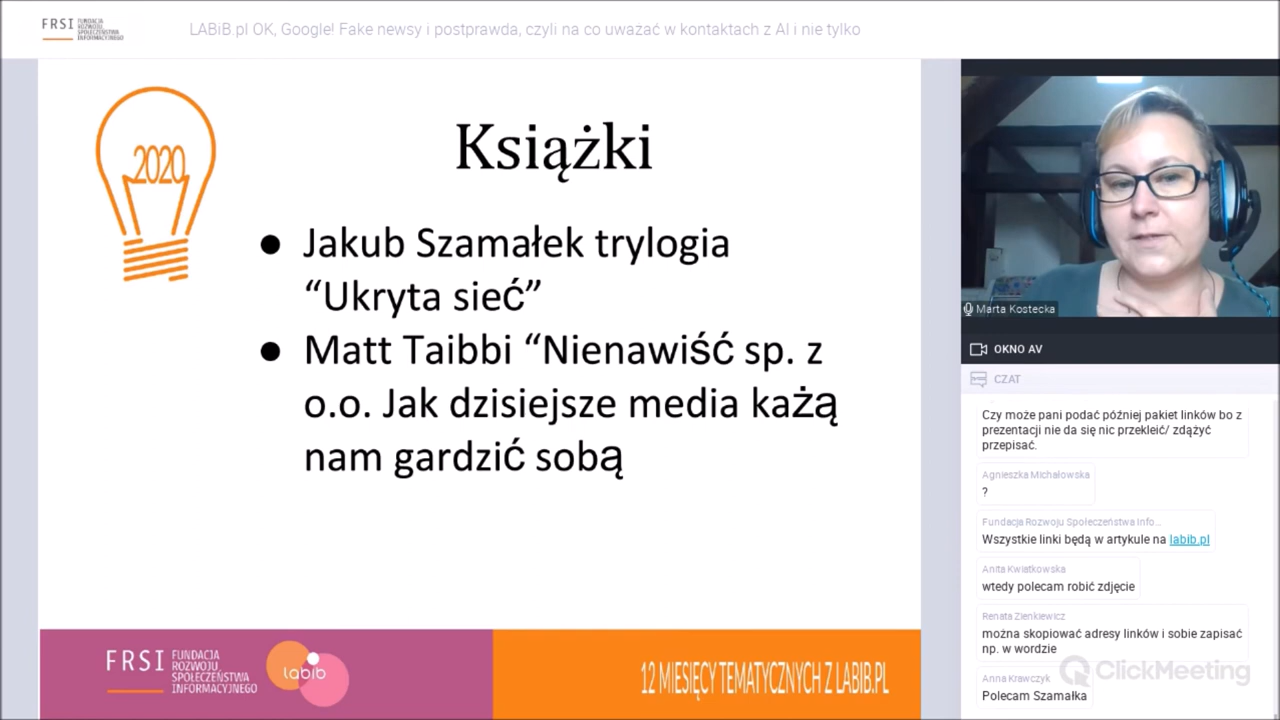 FRSI
FUNDACJA
ROZWOJU
SPOŁECZEŃSTWA
INFORMACYJNEGO
LABiB.pl OK, Google! Fake newsy i postprawda, czyli na co uważać w kontaktach z AI i nie tylko
2020
Książki
● Jakub Szamałek trylogia
“Ukryta sieć”
● Matt Taibbi “Nienawiść sp. z
o.o. Jak dzisiejsze media każą
nam gardzić sobą
FRSI
FUNDACJA
ROZWOJU
SPOŁECZEŃSTWA
INFORMACYJNEGO
labib
12 MIESIĘCY TEMATYCZNYCH Z LABIB.PL
Marta Kostecka
OKNO AV
CZAT
Czy może pani podać później pakiet linków bo z
prezentacji nie da się nic przekleić/ zdążyć
przepisać.
Agnieszka Michałowska
?
Fundacja Rozwoju Społeczeństwa Info...
Wszystkie linki będą w artykule na labib.pl
Anita Kwiatkowska
wtedy polecam robić zdjęcie
Renata Zienkiewicz
można skopiować adresy linków i sobie zapisać
np. w wordzie
Anna Krawczyk
Polecam Szamałka
ClickMeeting